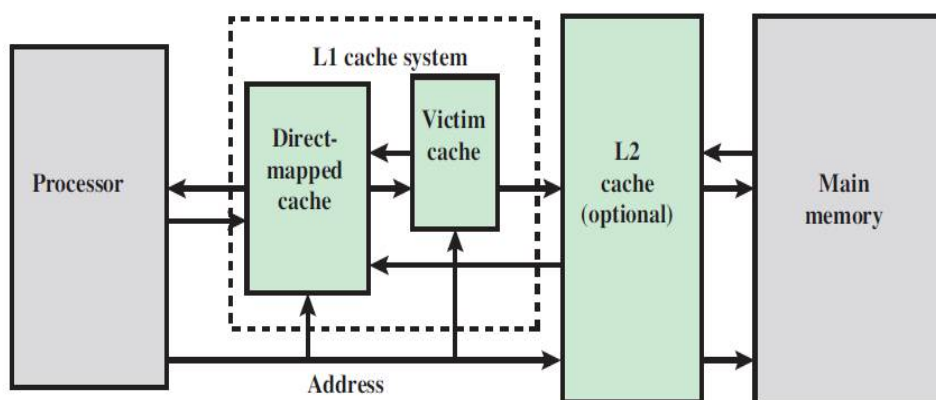 L1 cache system
Processor
Direct-
mapped
cache
Victim
cache
L2
cache
(optional)
Main
memory
Address